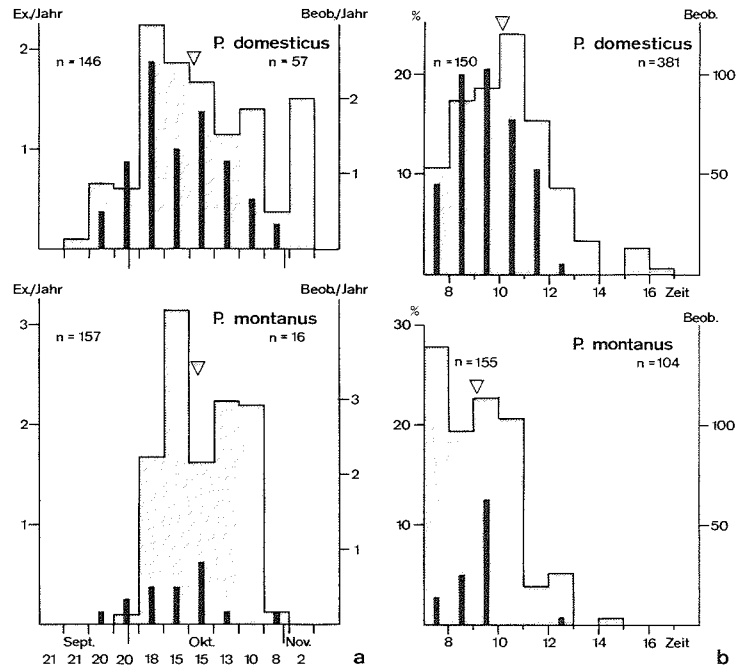 Ex./Jahr Beob./Jahr
P. domesticus
n = 146 n = 57
2
2
1
1
% Beob.
P. domesticus
n = 150 n = 381
20 100
10 50
8 10 12 14 16 Zeit
Ex./Jahr Beob./Jahr
3 P. montanus
n = 157 n = 16
3
2
2
1
1
Sept. Okt. Nov.
21 21 20 20 18 15 15 13 10 8 2 a
% Beob.
30 P. montanus
n = 155 n = 104
20 100
10 50
8 10 12 14 16 Zeit
b